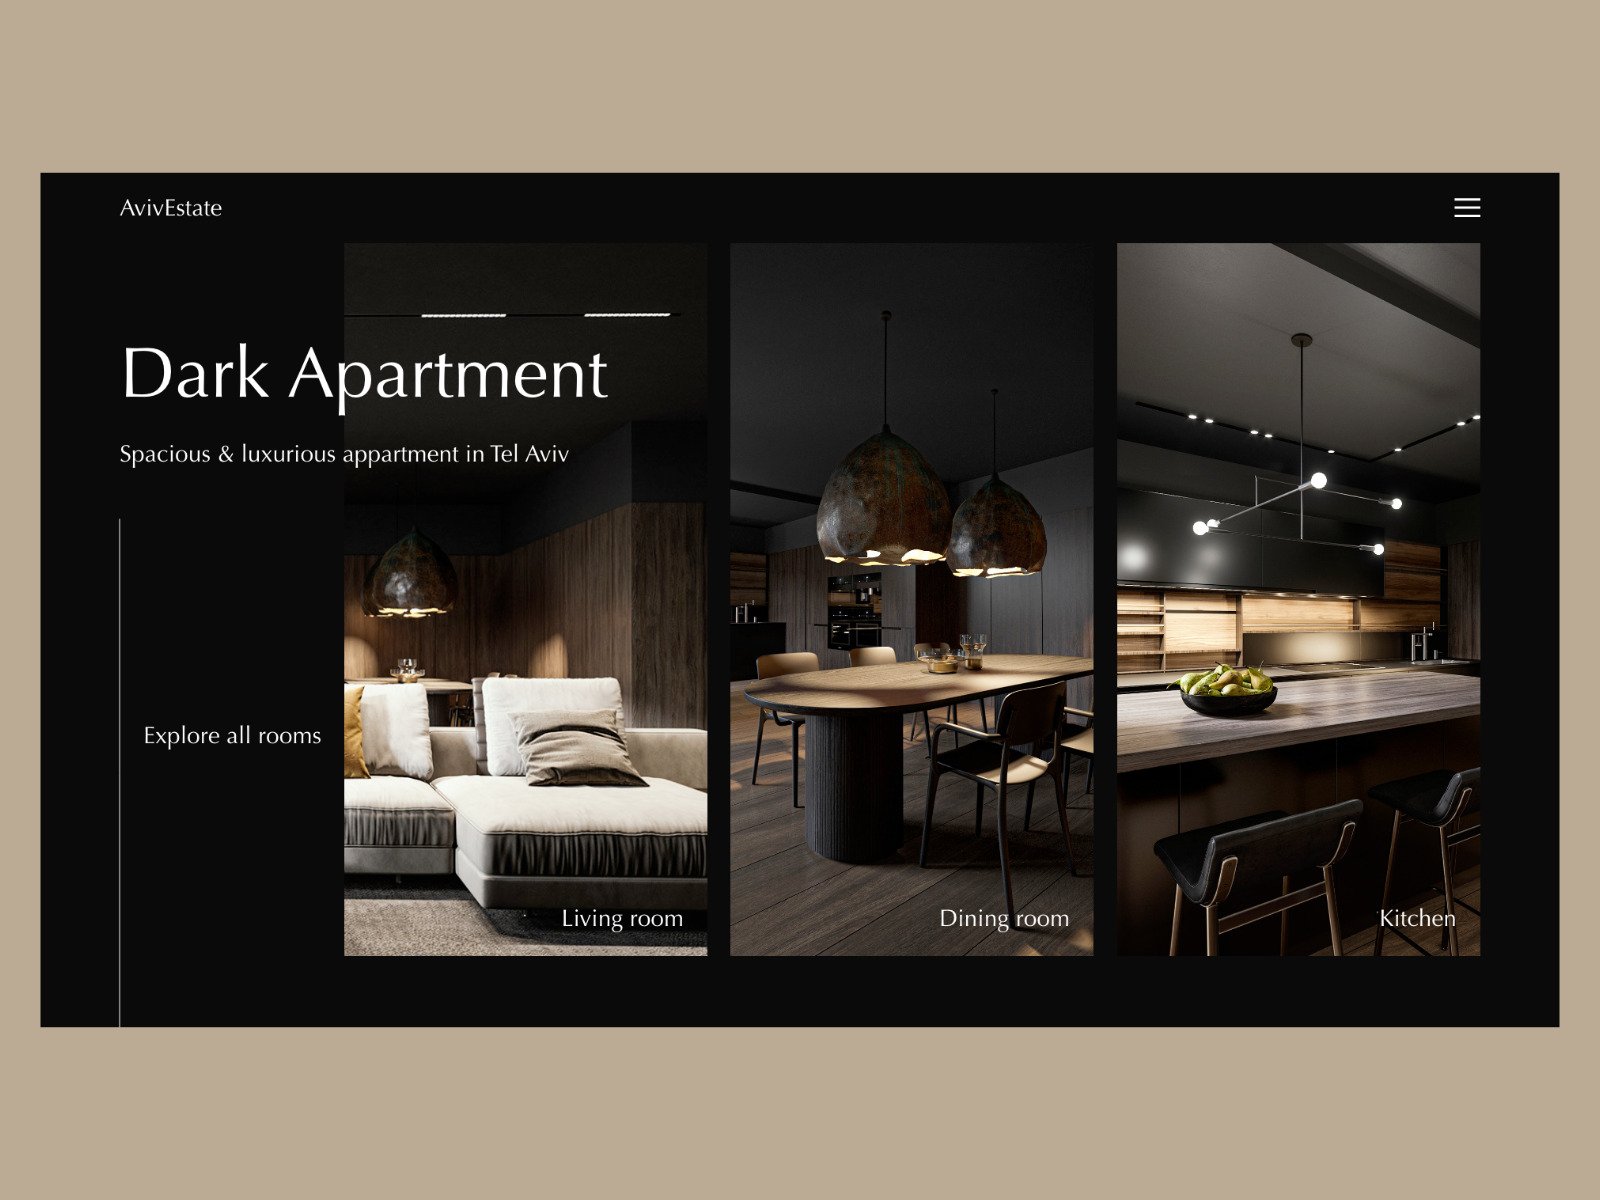 AvivEstate
Dark Apartment
Spacious & luxurious appartment in Tel Aviv
Explore all rooms
Living room
Dining room
Kitchen